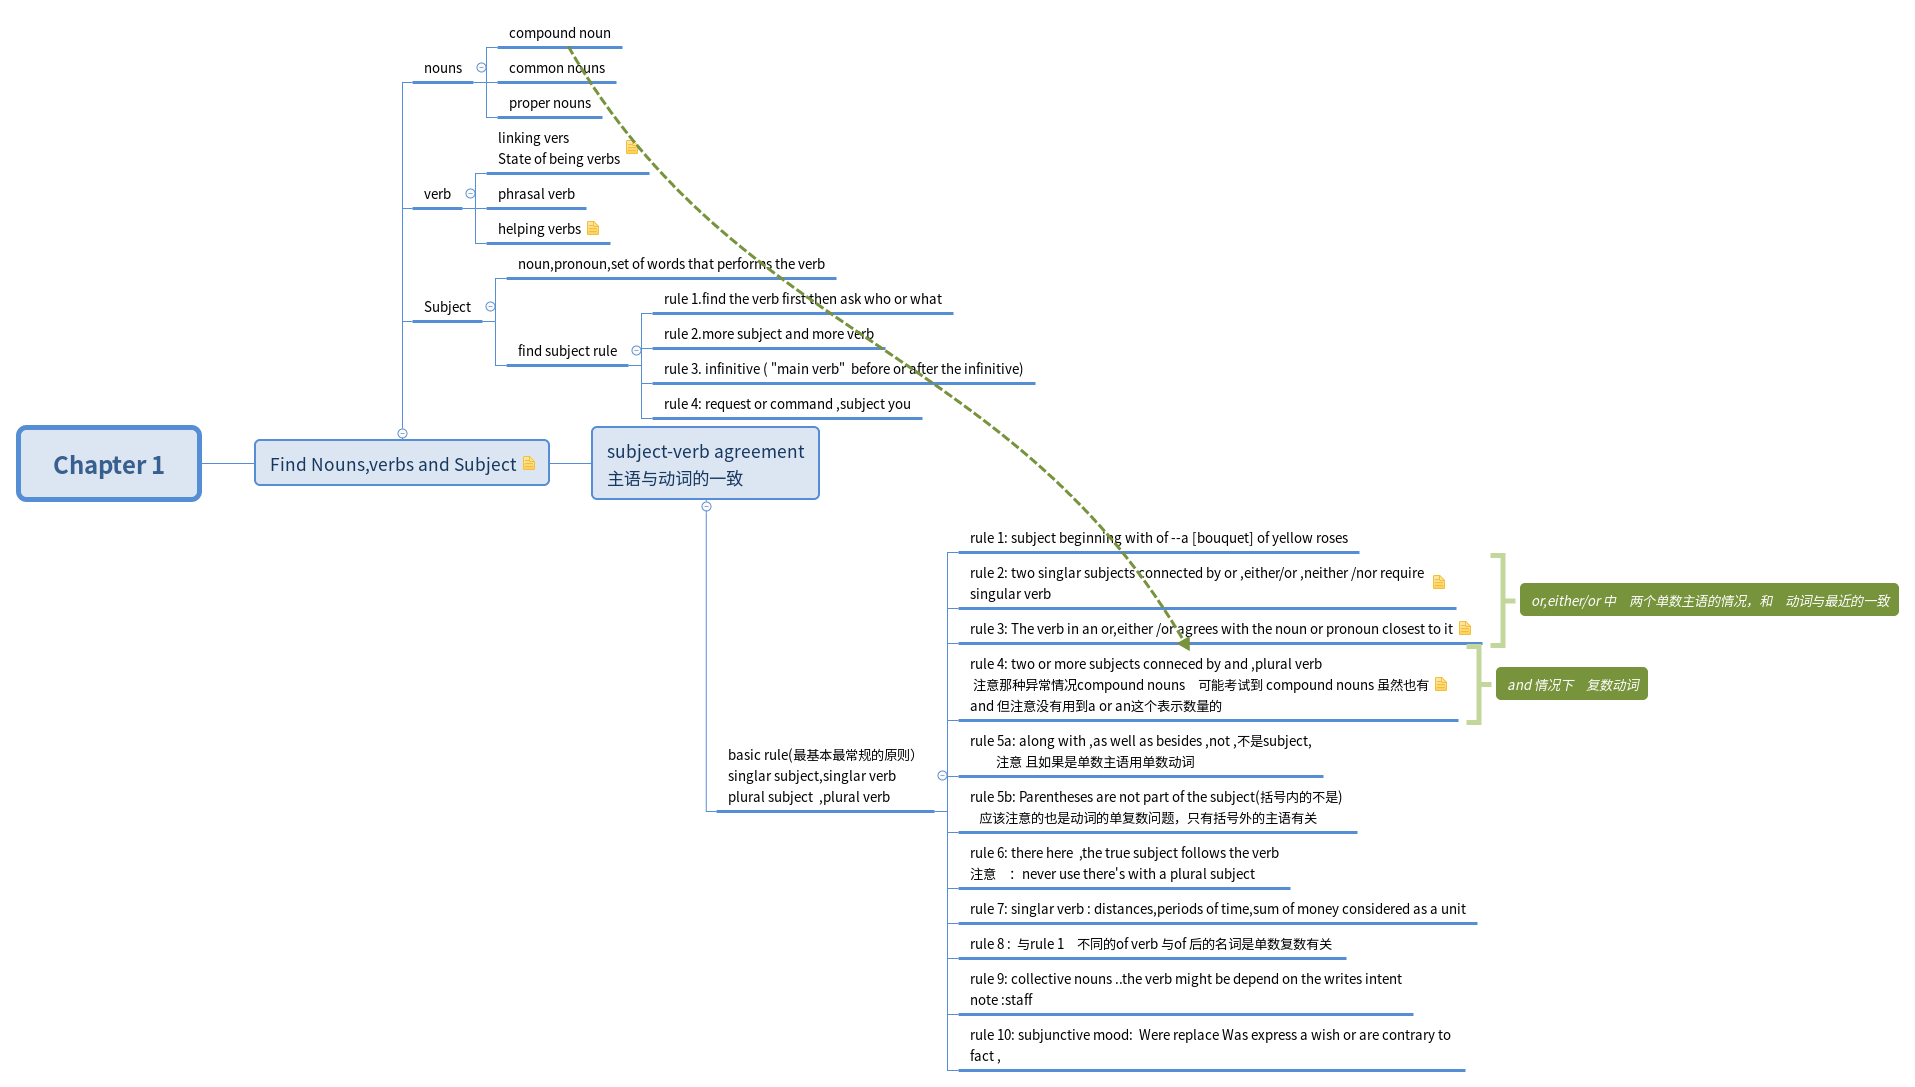 compound noun
nouns
common nouns
proper nouns
linking vers
State of being verbs
verb
phrasal verb
helping verbs
noun,pronoun,set of words that performs the verb
Subject
rule 1.find the verb first then ask who or what
rule 2.more subject and more verb
find subject rule
rule 3. infinitive ( "main verb"  before or after the infinitive)
rule 4: request or command ,subject you
Chapter 1
Find Nouns,verbs and Subject
subject-verb agreement
主语与动词的一致
rule 1: subject beginning with of --a [bouquet] of yellow roses
rule 2: two singlar subjects connected by or ,either/or ,neither /nor require
singular verb
or,either/or 中　两个单数主语的情况，和　动词与最近的一致
rule 3: The verb in an or,either /or agrees with the noun or pronoun closest to it
rule 4: two or more subjects conneced by and ,plural verb
注意那种异常情况compound nouns　可能考试到 compound nouns 虽然也有
and 但注意没有用到a or an这个表示数量的
and 情况下　复数动词
rule 5a: along with ,as well as besides ,not ,不是subject,
注意 且如果是单数主语用单数动词
basic rule(最基本最常规的原则）
singlar subject,singlar verb
plural subject  ,plural verb
rule 5b: Parentheses are not part of the subject(括号内的不是)
应该注意的也是动词的单复数问题，只有括号外的主语有关
rule 6: there here  ,the true subject follows the verb
注意　：never use there's with a plural subject
rule 7: singlar verb : distances,periods of time,sum of money considered as a unit
rule 8 :  与rule 1　不同的of verb 与of 后的名词是单数复数有关
rule 9: collective nouns ..the verb might be depend on the writes intent
note :staff
rule 10: subjunctive mood:  Were replace Was express a wish or are contrary to
fact ,